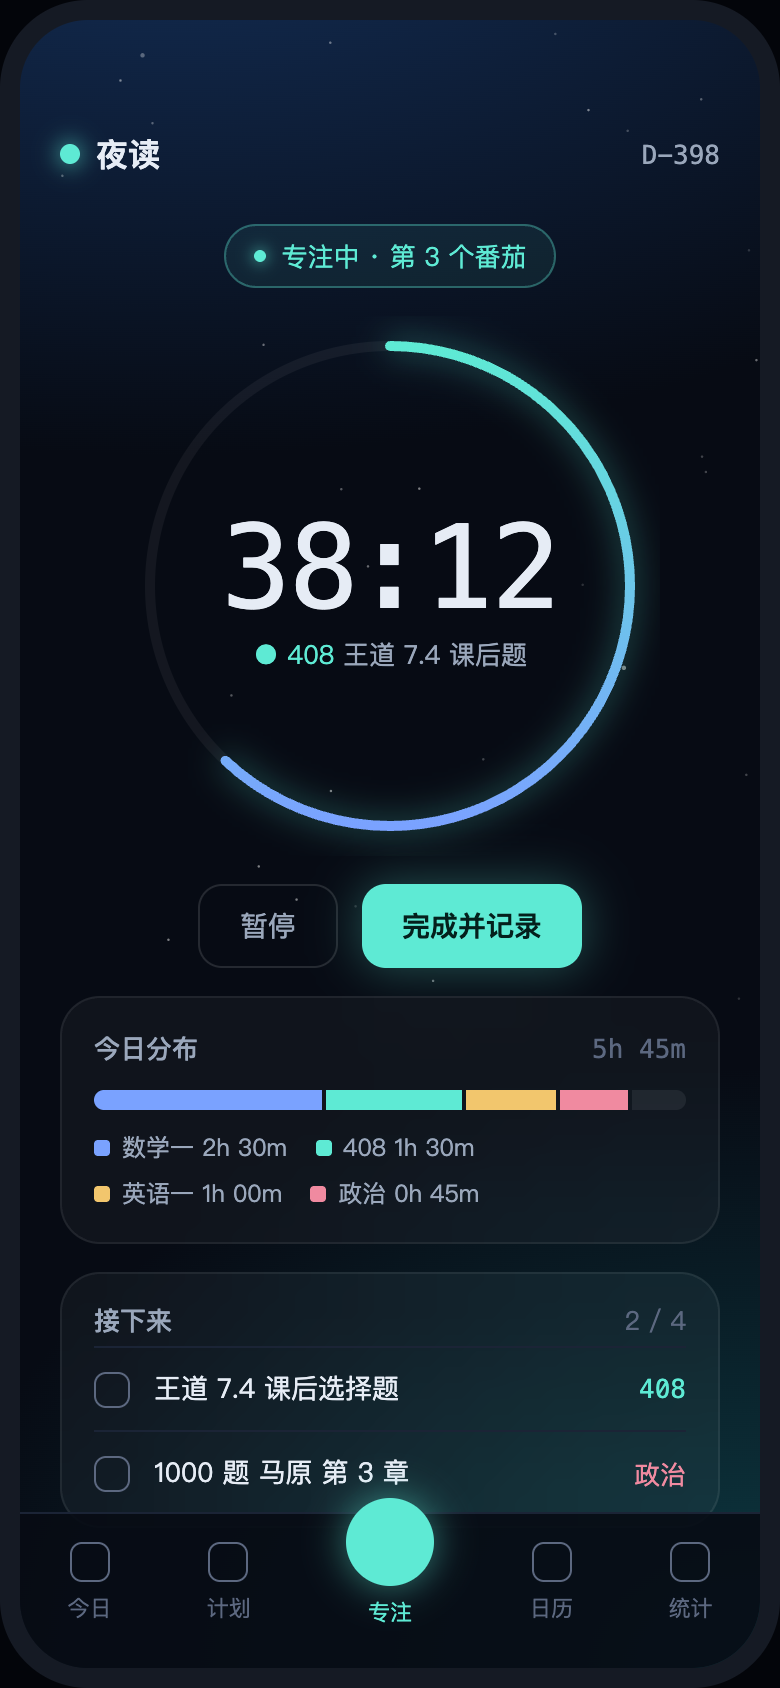 夜读 D−398
专注中 · 第 3 个番茄
38:12
408 王道 7.4 课后题
暂停 完成并记录
今日分布 5h 45m
数学一 2h 30m 408 1h 30m
英语一 1h 00m 政治 0h 45m
接下来 2 / 4
王道 7.4 课后选择题 408
1000 题 马原 第 3 章 政治
今日 计划 专注 日历 统计